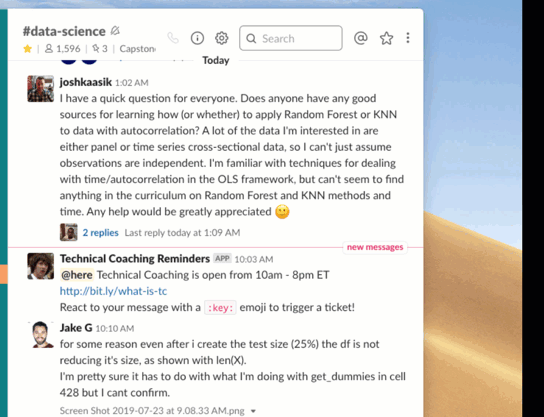 #data-science
1,596 | 3 | Capston
Search
Today
joshkaasik 1:02 AM
I have a quick question for everyone. Does anyone have any good
sources for learning how (or whether) to apply Random Forest or KNN
to data with autocorrelation? A lot of the data I'm interested in are
either panel or time series cross-sectional data, so I can't just assume
observations are independent. I'm familiar with techniques for dealing
with time/autocorrelation in the OLS framework, but can't seem to find
anything in the curriculum on Random Forest and KNN methods and
time. Any help would be greatly appreciated
2 replies Last reply today at 1:09 AM
new messages
Technical Coaching Reminders APP 10:03 AM
@here Technical Coaching is open from 10am - 8pm ET
http://bit.ly/what-is-tc
React to your message with a :key: emoji to trigger a ticket!
Jake G 10:10 AM
for some reason even after i create the test size (25%) the df is not
reducing it's size, as shown with len(X).
I'm pretty sure it has to do with what I'm doing with get_dummies in cell
428 but I cant confirm.
Screen Shot 2019-07-23 at 9.08.33 AM.png